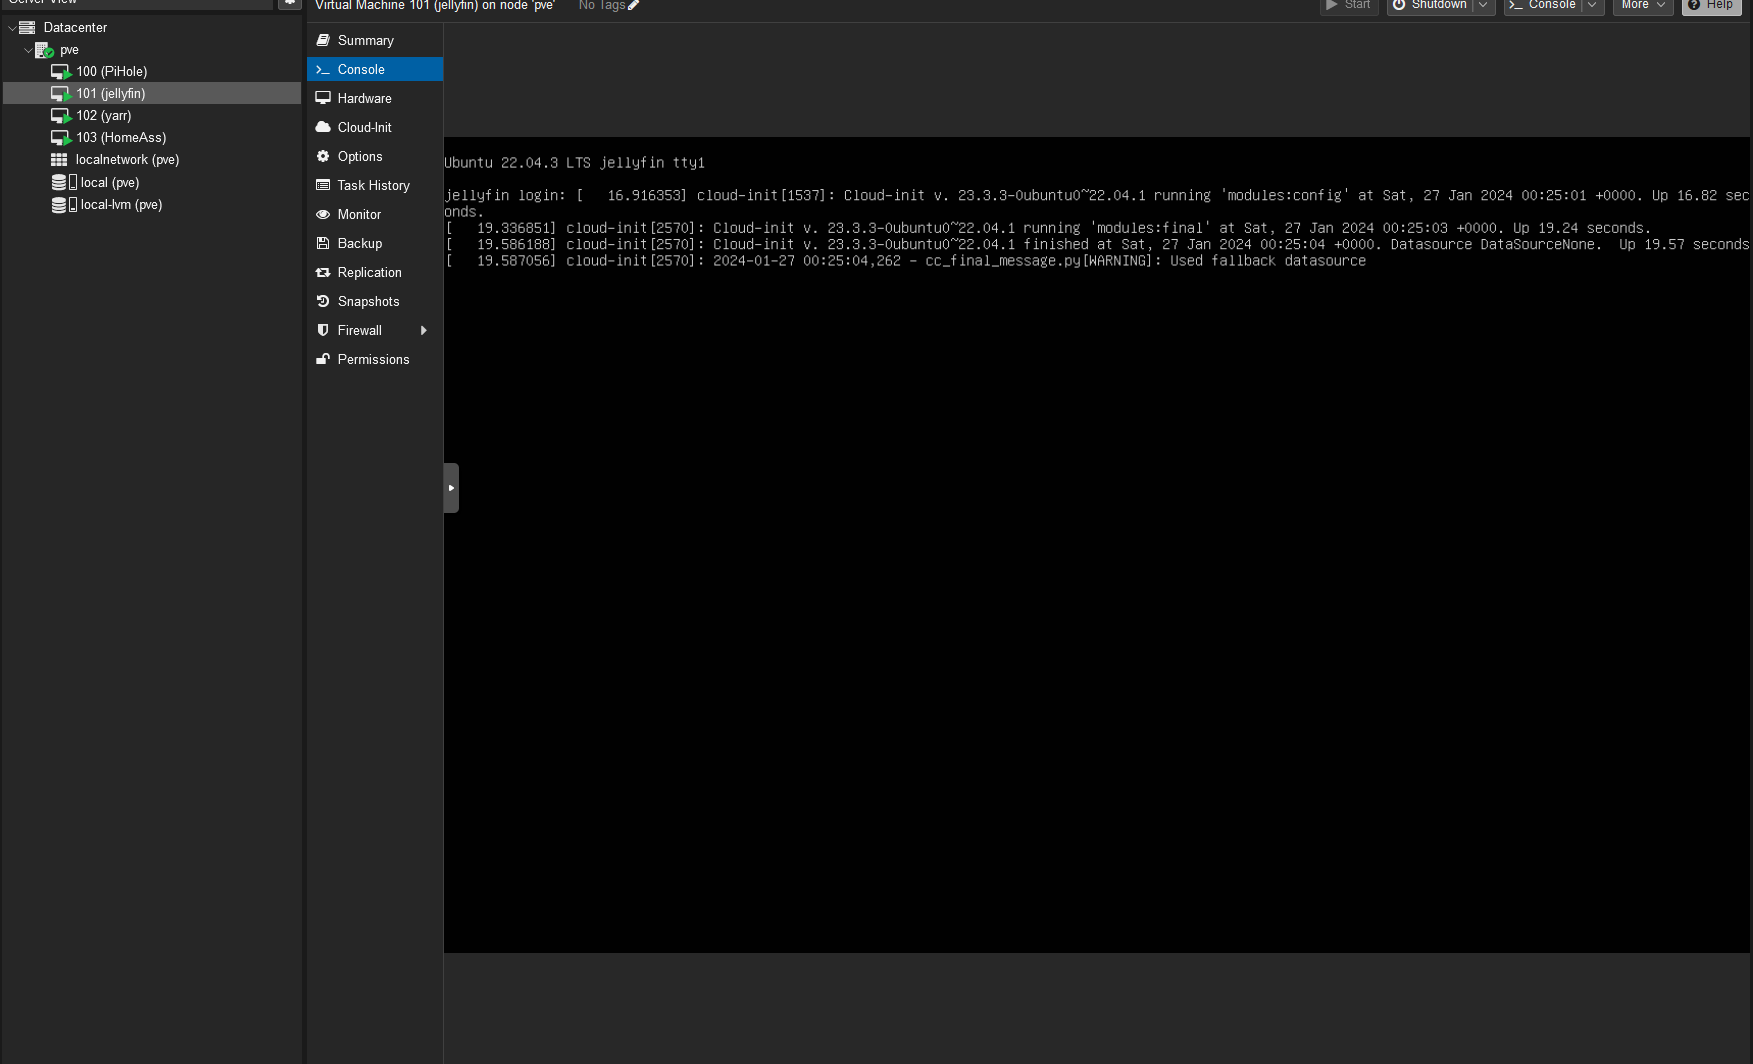 Server View
Virtual Machine 101 (jellyfin) on node 'pve'
No Tags
Start
Shutdown
Console
More
Help
Datacenter
pve
100 (PiHole)
101 (jellyfin)
102 (yarr)
103 (HomeAss)
localnetwork (pve)
local (pve)
local-lvm (pve)
Summary
Console
Hardware
Cloud-Init
Options
Task History
Monitor
Backup
Replication
Snapshots
Firewall
Permissions
Ubuntu 22.04.3 LTS jellyfin tty1
jellyfin login: [   16.916353] cloud-init[1537]: Cloud-init v. 23.3.3-0ubuntu0~22.04.1 running 'modules:config' at Sat, 27 Jan 2024 00:25:01 +0000. Up 16.82 sec
onds.
[   19.336851] cloud-init[2570]: Cloud-init v. 23.3.3-0ubuntu0~22.04.1 running 'modules:final' at Sat, 27 Jan 2024 00:25:03 +0000. Up 19.24 seconds.
[   19.586188] cloud-init[2570]: Cloud-init v. 23.3.3-0ubuntu0~22.04.1 finished at Sat, 27 Jan 2024 00:25:04 +0000. Datasource DataSourceNone.  Up 19.57 seconds
[   19.587056] cloud-init[2570]: 2024-01-27 00:25:04,262 - cc_final_message.py[WARNING]: Used fallback datasource